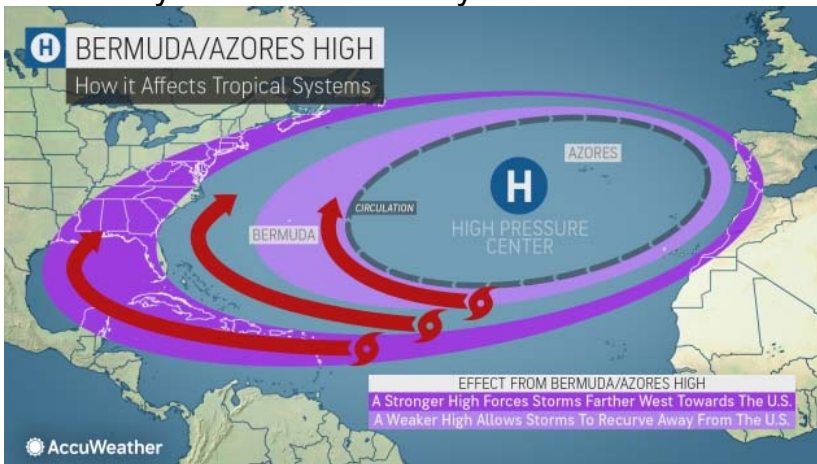 H BERMUDA/AZORES HIGH
How it Affects Tropical Systems
AZORES
H
CIRCULATION
BERMUDA
HIGH PRESSURE
CENTER
EFFECT FROM BERMUDA/AZORES HIGH
A Stronger High Forces Storms Farther West Towards The U.S.
A Weaker High Allows Storms To Recurve Away From The U.S.
AccuWeather